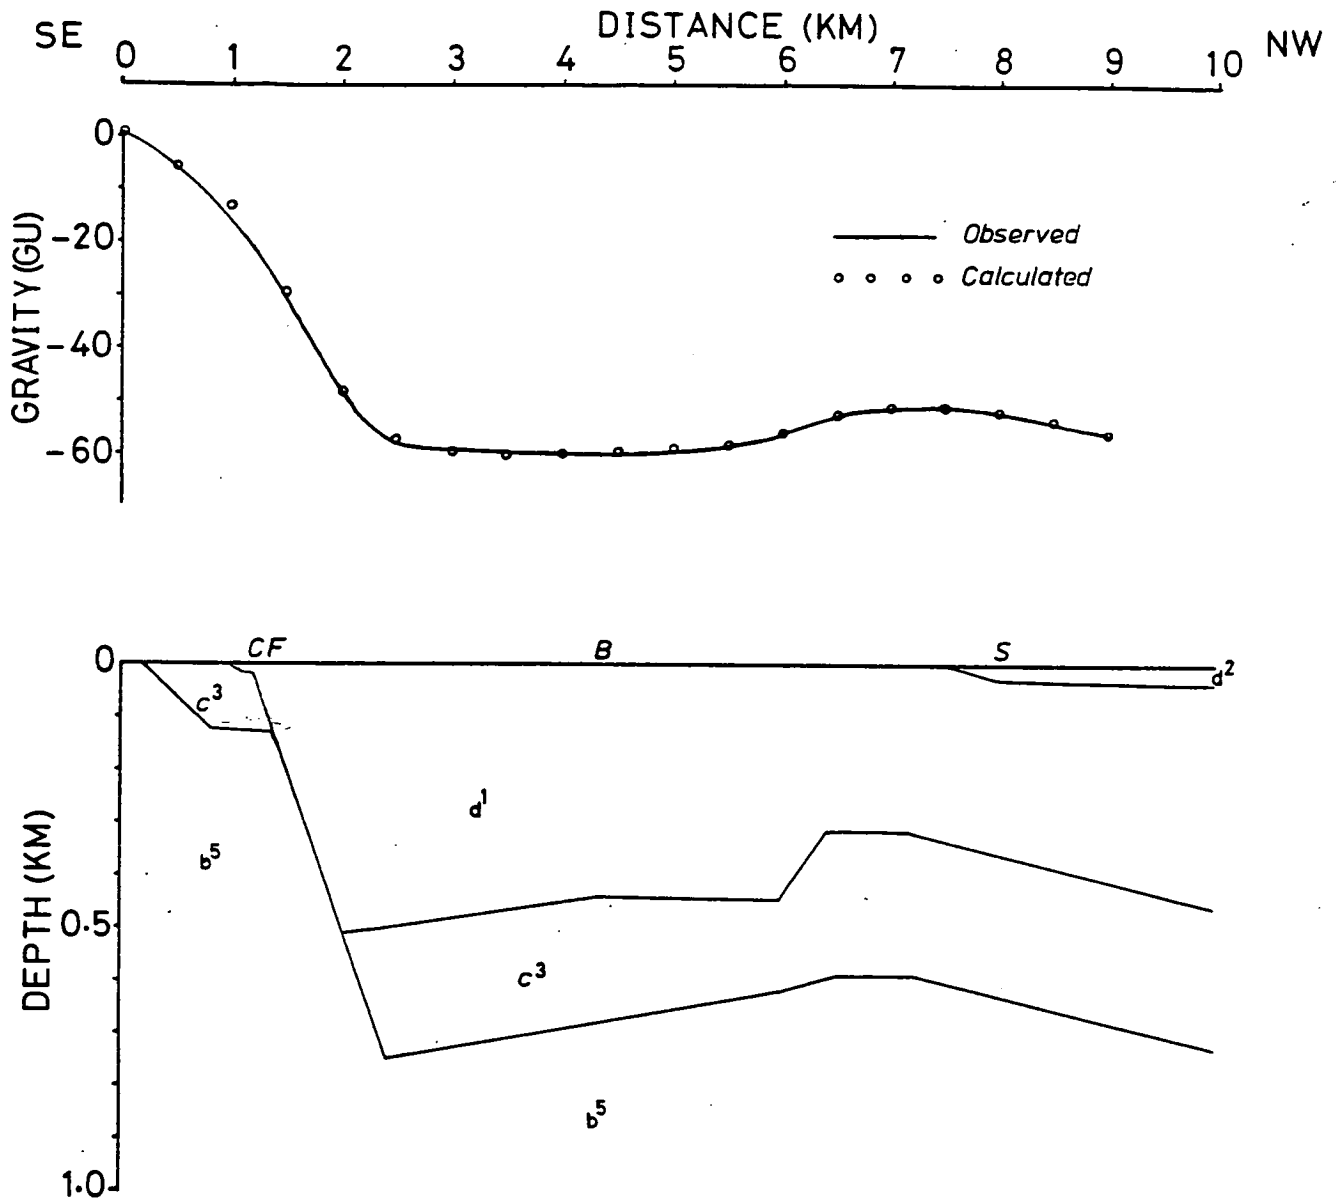 DISTANCE (KM)
SE
NW
0 1 2 3 4 5 6 7 8 9 10
GRAVITY (GU)
0
-20
-40
-60
Observed
Calculated
CF B S
0
d²
c³
d¹
b⁵
DEPTH (KM)
0.5
c³
b⁵
1.0